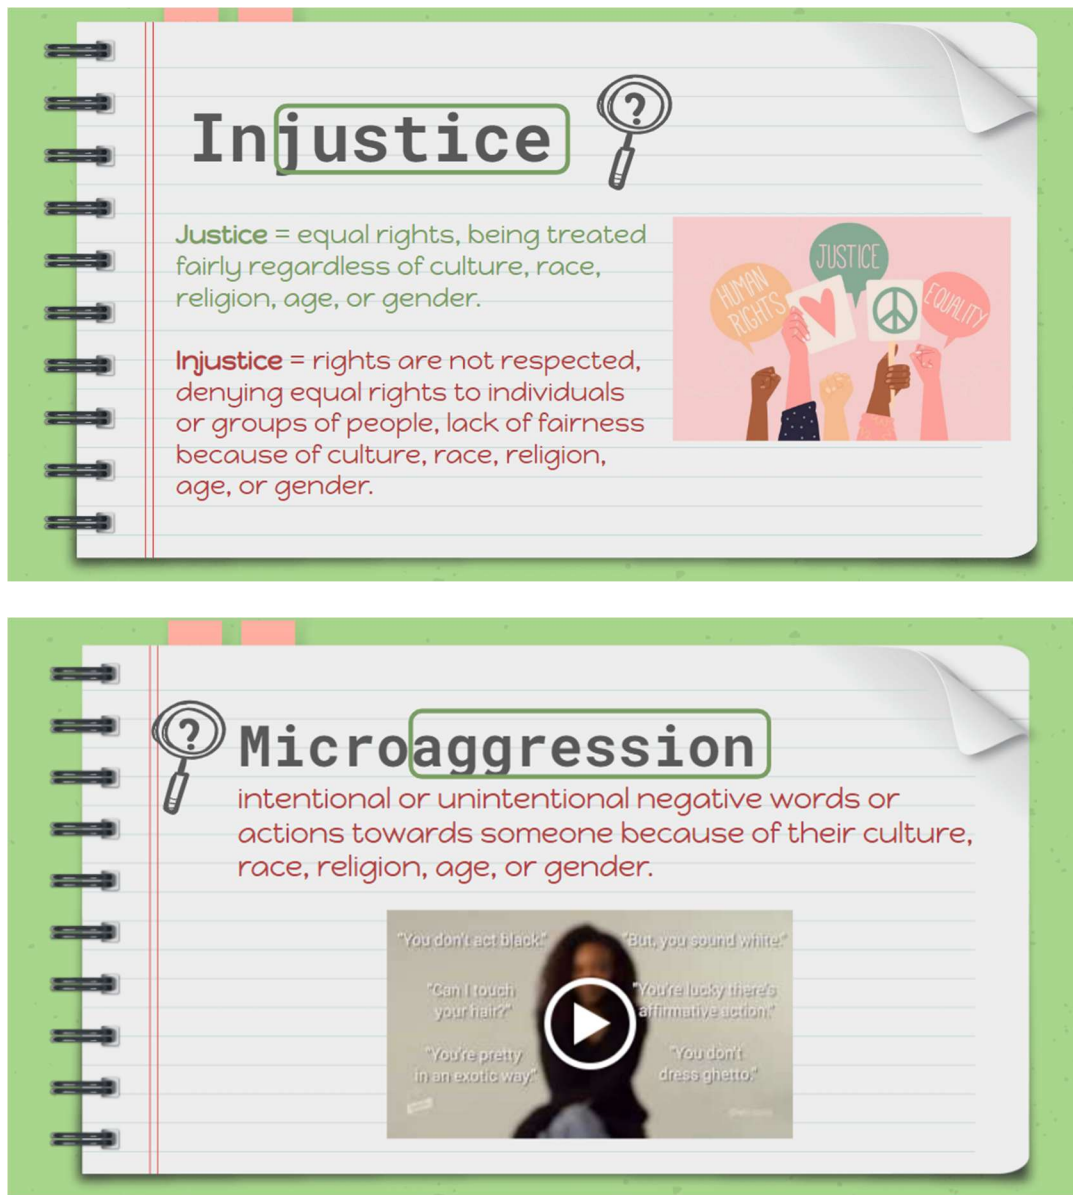 Injustice
?
Justice = equal rights, being treated
fairly regardless of culture, race,
religion, age, or gender.
Injustice = rights are not respected,
denying equal rights to individuals
or groups of people, lack of fairness
because of culture, race, religion,
age, or gender.
HUMAN
RIGHTS
JUSTICE
EQUALITY
?
Microaggression
intentional or unintentional negative words or
actions towards someone because of their culture,
race, religion, age, or gender.
"You don't act black."
"But, you sound white."
"Can I touch
your hair?"
"You're lucky there's
affirmative action."
"You're pretty
in an exotic way."
"You don't
dress ghetto."